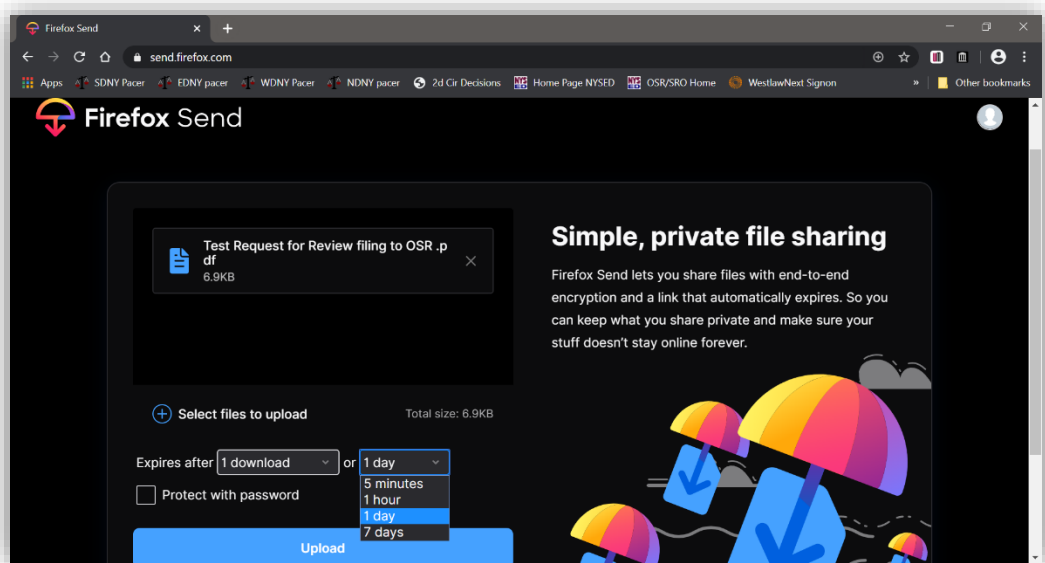 Firefox Send
send.firefox.com
Apps SDNY Pacer EDNY pacer WDNY Pacer NDNY pacer 2d Cir Decisions Home Page NYSED OSR/SRO Home WestlawNext Signon » Other bookmarks
Firefox Send
Test Request for Review filing to OSR .p
df
6.9KB
Select files to upload Total size: 6.9KB
Expires after 1 download or 1 day
5 minutes
1 hour
1 day
7 days
Protect with password
Upload
Simple, private file sharing
Firefox Send lets you share files with end-to-end
encryption and a link that automatically expires. So you
can keep what you share private and make sure your
stuff doesn't stay online forever.